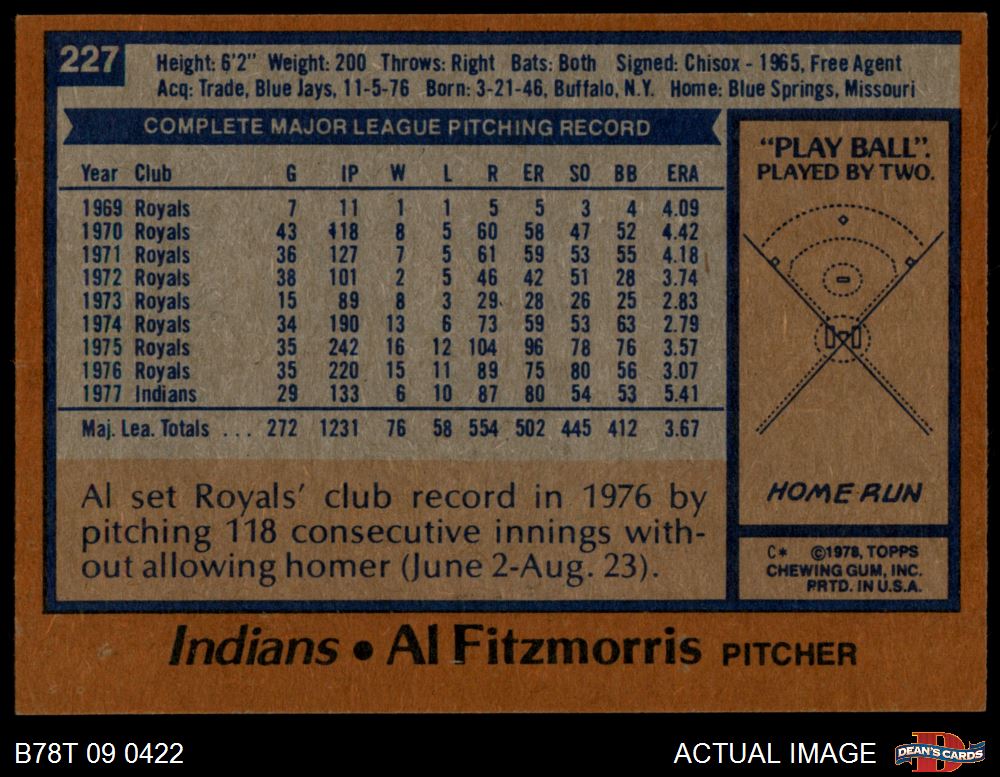 227
Height: 6'2" Weight: 200 Throws: Right Bats: Both Signed: Chisox - 1965, Free Agent
Acq: Trade, Blue Jays, 11-5-76 Born: 3-21-46, Buffalo, N.Y. Home: Blue Springs, Missouri
COMPLETE MAJOR LEAGUE PITCHING RECORD
Year Club G IP W L R ER SO BB ERA
1969 Royals 7 11 1 1 5 5 3 4 4.09
1970 Royals 43 118 8 5 60 58 47 52 4.42
1971 Royals 36 127 7 5 61 59 53 55 4.18
1972 Royals 38 101 2 5 46 42 51 28 3.74
1973 Royals 15 89 8 3 29 28 26 25 2.83
1974 Royals 34 190 13 6 73 59 53 63 2.79
1975 Royals 35 242 16 12 104 96 78 76 3.57
1976 Royals 35 220 15 11 89 75 80 56 3.07
1977 Indians 29 133 6 10 87 80 54 53 5.41
Maj. Lea. Totals ... 272 1231 76 58 554 502 445 412 3.67
Al set Royals' club record in 1976 by
pitching 118 consecutive innings with-
out allowing homer (June 2-Aug. 23).
"PLAY BALL".
PLAYED BY TWO.
HOME RUN
C* ©1978, TOPPS
CHEWING GUM, INC.
PRTD. IN U.S.A.
Indians • Al Fitzmorris PITCHER
B78T 09 0422
ACTUAL IMAGE
DEAN'S CARDS